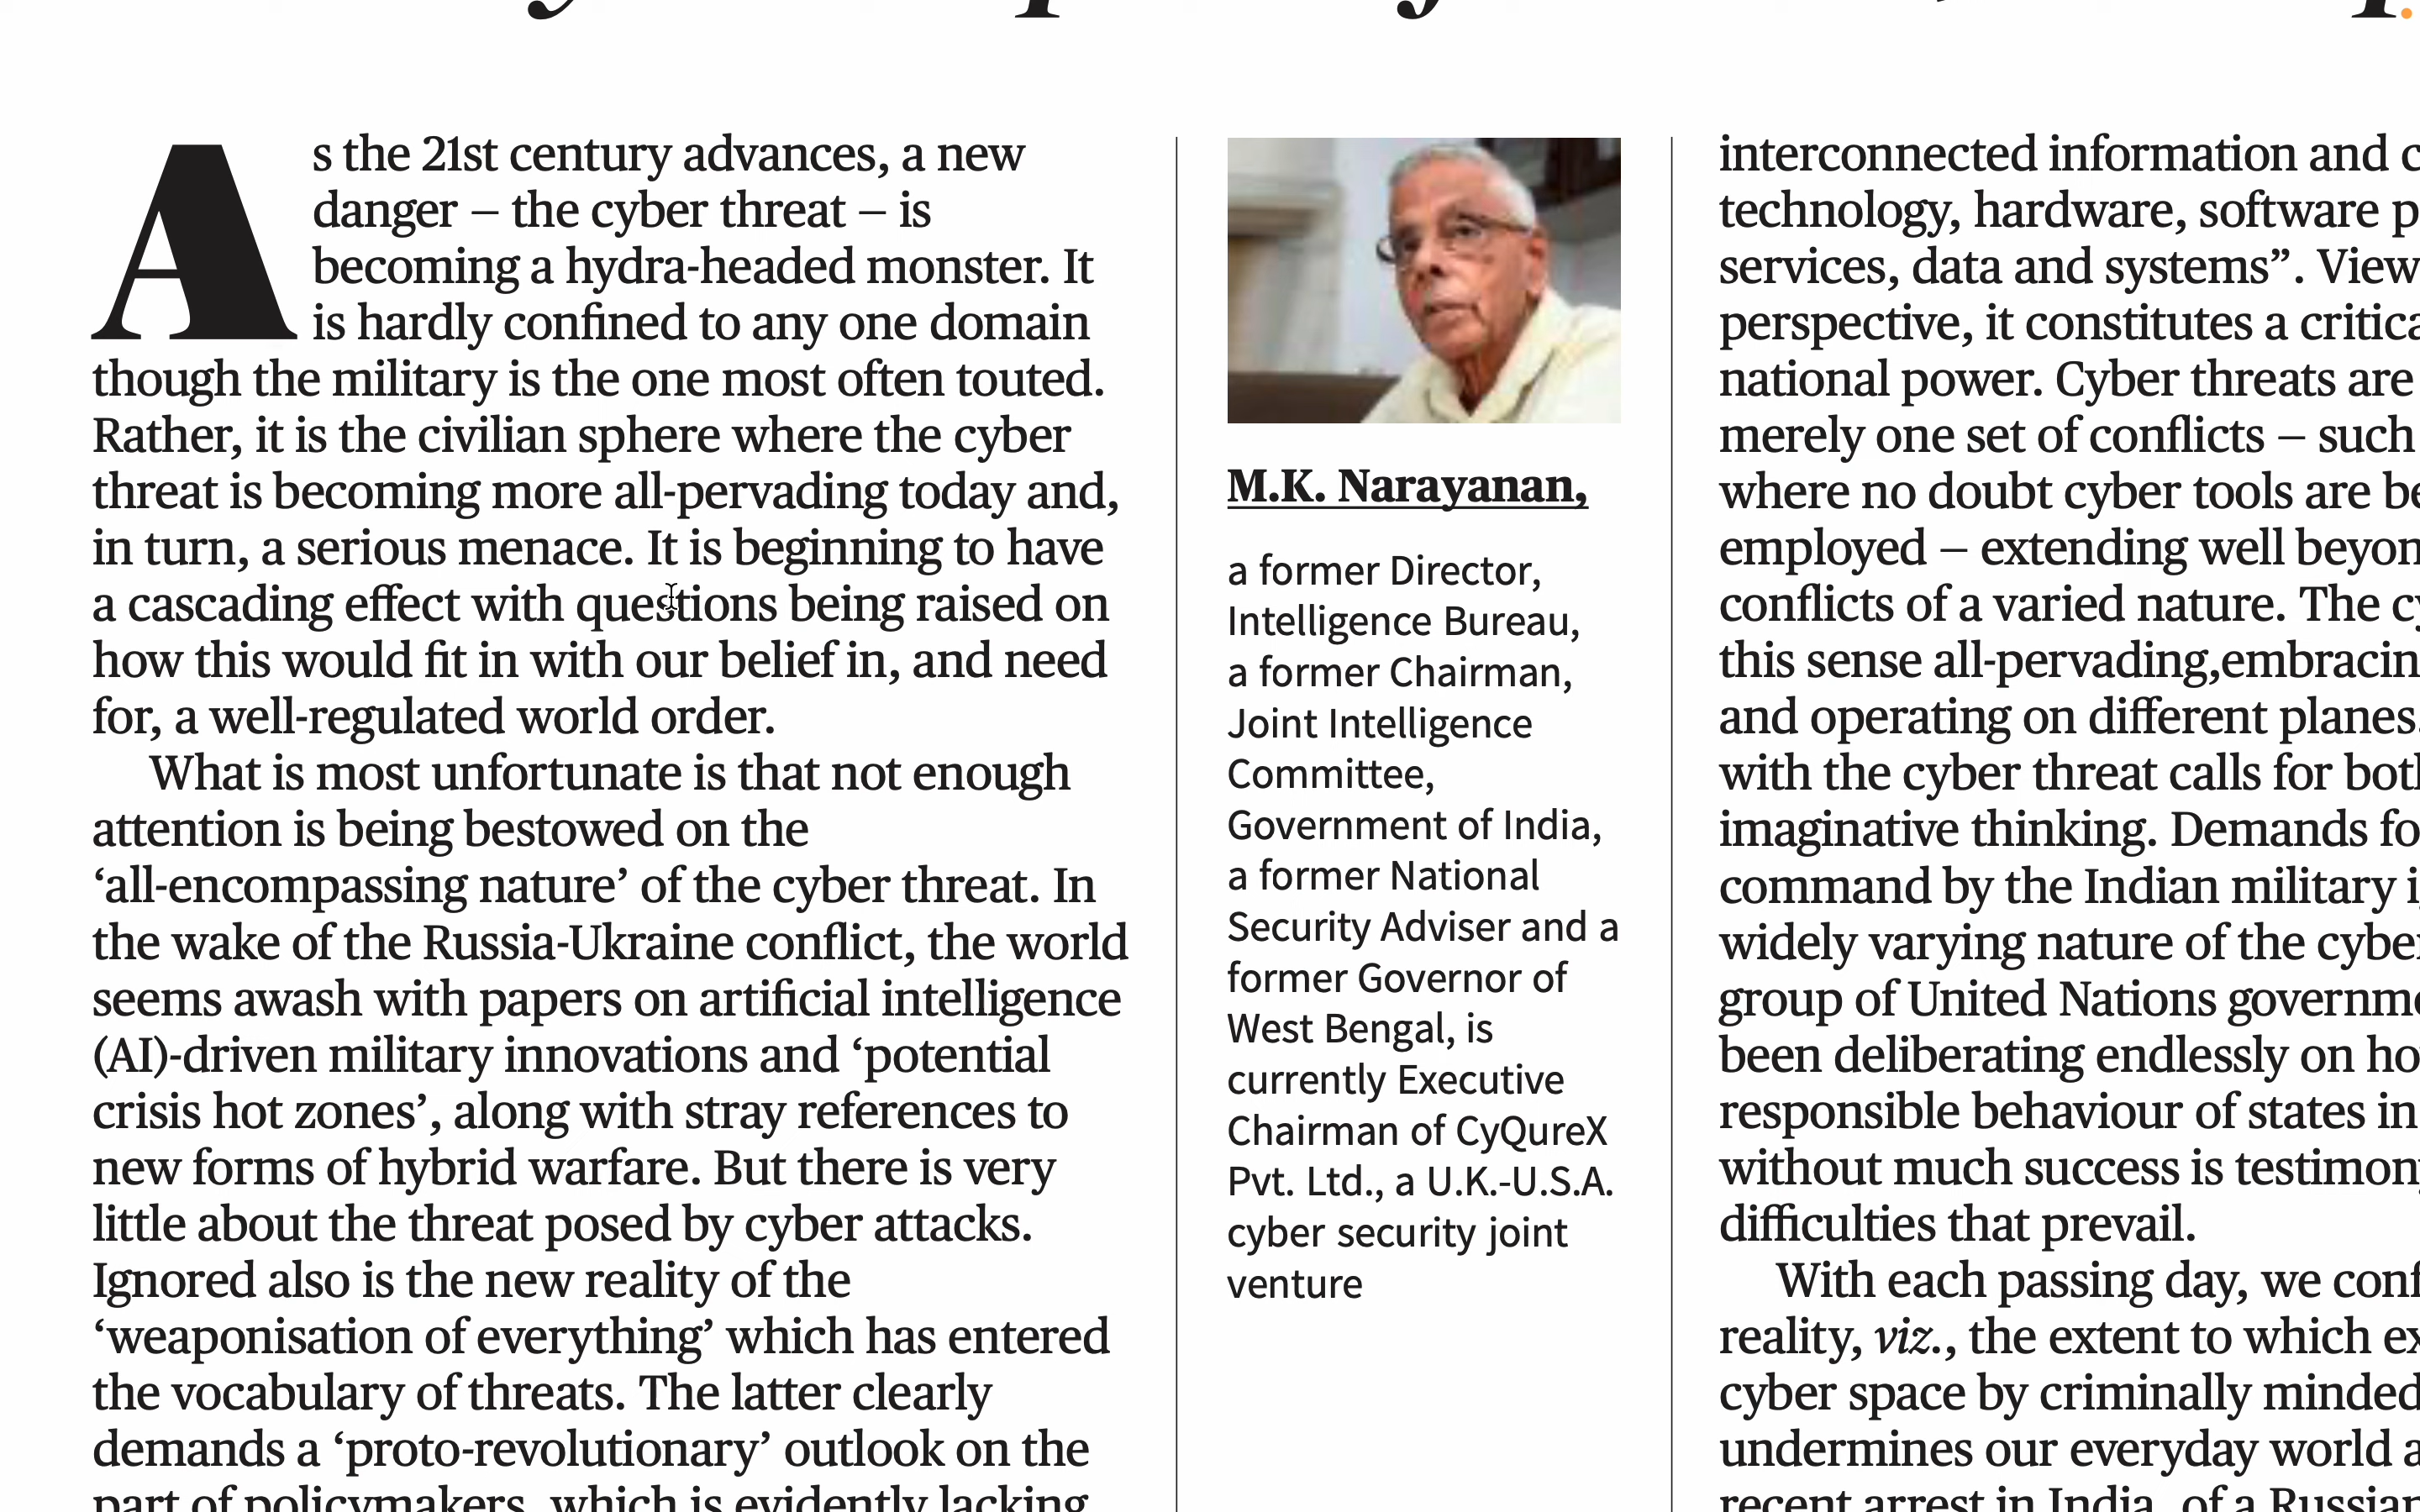 As the 21st century advances, a new
danger – the cyber threat – is
becoming a hydra-headed monster. It
is hardly confined to any one domain
though the military is the one most often touted.
Rather, it is the civilian sphere where the cyber
threat is becoming more all-pervading today and,
in turn, a serious menace. It is beginning to have
a cascading effect with questions being raised on
how this would fit in with our belief in, and need
for, a well-regulated world order.
What is most unfortunate is that not enough
attention is being bestowed on the
‘all-encompassing nature’ of the cyber threat. In
the wake of the Russia-Ukraine conflict, the world
seems awash with papers on artificial intelligence
(AI)-driven military innovations and ‘potential
crisis hot zones’, along with stray references to
new forms of hybrid warfare. But there is very
little about the threat posed by cyber attacks.
Ignored also is the new reality of the
‘weaponisation of everything’ which has entered
the vocabulary of threats. The latter clearly
demands a ‘proto-revolutionary’ outlook on the
part of policymakers, which is evidently lacking
M.K. Narayanan,
a former Director,
Intelligence Bureau,
a former Chairman,
Joint Intelligence
Committee,
Government of India,
a former National
Security Adviser and a
former Governor of
West Bengal, is
currently Executive
Chairman of CyQureX
Pvt. Ltd., a U.K.-U.S.A.
cyber security joint
venture
interconnected information and
technology, hardware, software
services, data and systems”. View
perspective, it constitutes a
national power. Cyber threats are
merely one set of conflicts – such
where no doubt cyber tools are
employed – extending well
conflicts of a varied nature. The
this sense all-pervading,
and operating on different planes.
with the cyber threat calls for
imaginative thinking. Demands
command by the Indian military
widely varying nature of the
group of United Nations
been deliberating endlessly on
responsible behaviour of states in
without much success is
difficulties that prevail.
With each passing day, we
reality, viz., the extent to which
cyber space by criminally minded
undermines our everyday world
recent arrest in India, of a Russian